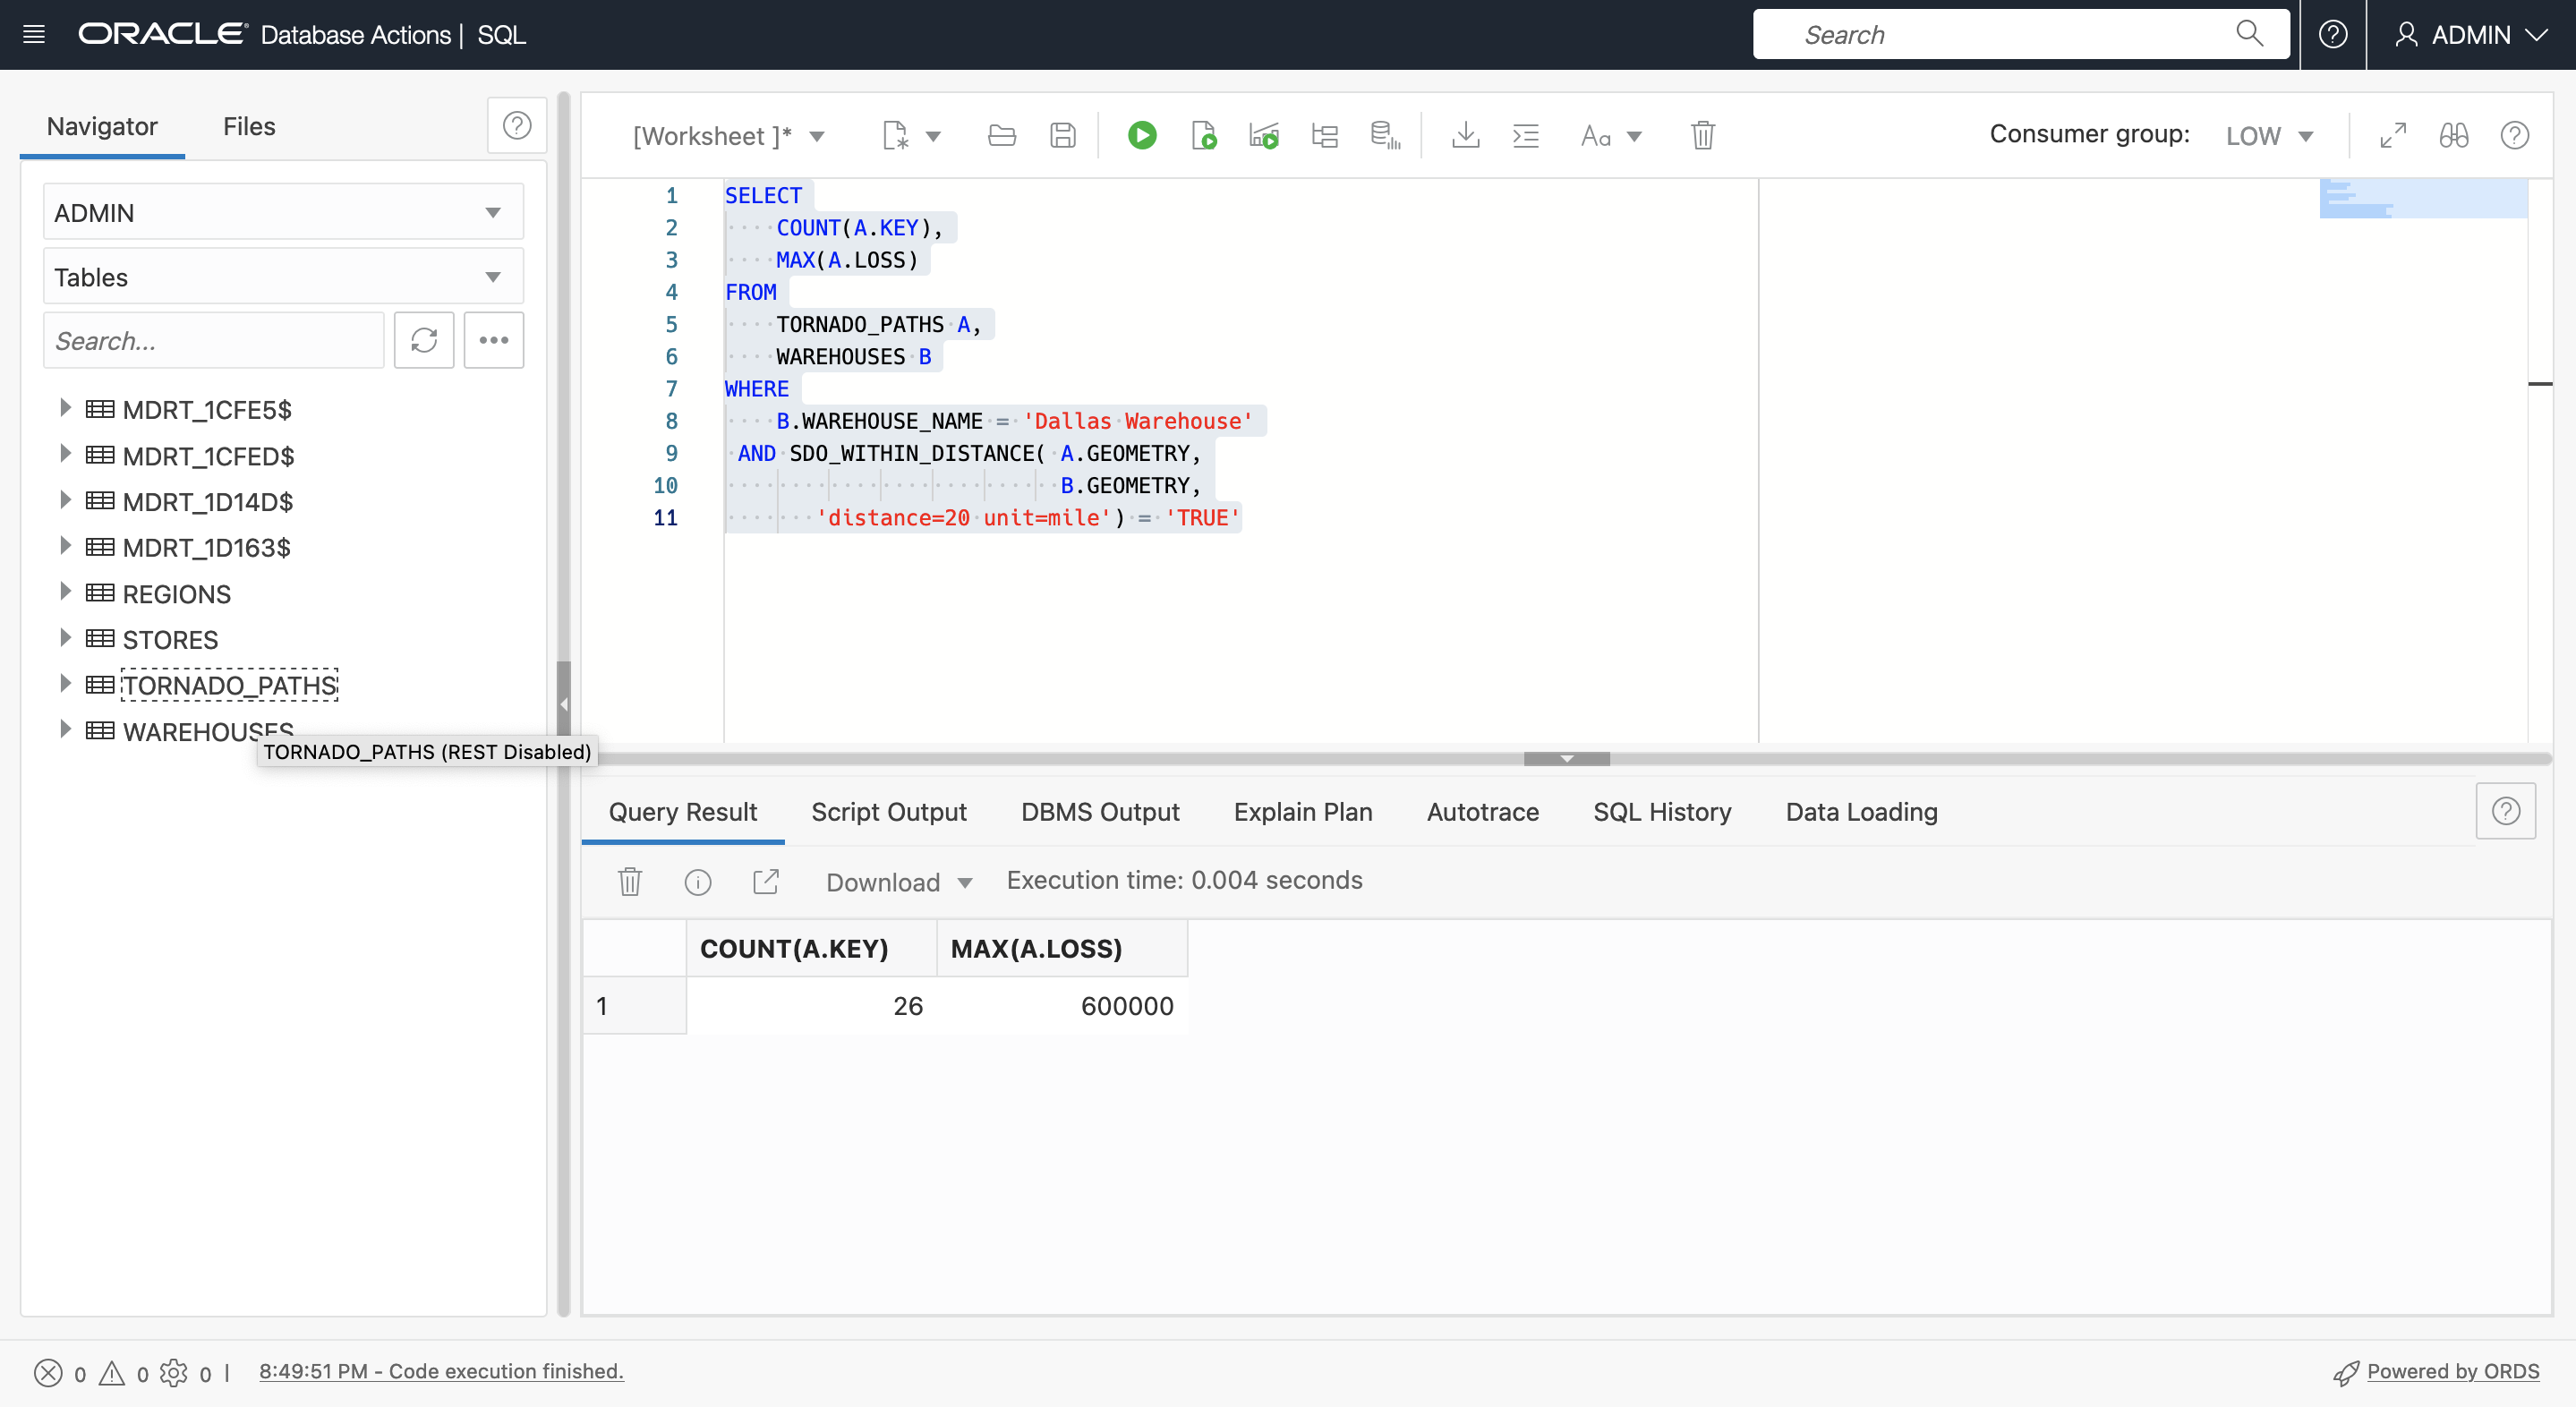 ORACLE Database Actions | SQL
Search
ADMIN
Navigator
Files
ADMIN
Tables
Search...
MDRT_1CFE5$
MDRT_1CFED$
MDRT_1D14D$
MDRT_1D163$
REGIONS
STORES
TORNADO_PATHS
WAREHOUSES
TORNADO_PATHS (REST Disabled)
[Worksheet ]*
Aa
Consumer group: LOW
1 SELECT
2 COUNT(A.KEY),
3 MAX(A.LOSS)
4 FROM
5 TORNADO_PATHS A,
6 WAREHOUSES B
7 WHERE
8 B.WAREHOUSE_NAME = 'Dallas Warehouse'
9 AND SDO_WITHIN_DISTANCE( A.GEOMETRY,
10 B.GEOMETRY,
11 'distance=20 unit=mile') = 'TRUE'
Query Result Script Output DBMS Output Explain Plan Autotrace SQL History Data Loading
Download Execution time: 0.004 seconds
COUNT(A.KEY) MAX(A.LOSS)
1 26 600000
0 0 0 | 8:49:51 PM - Code execution finished.
Powered by ORDS